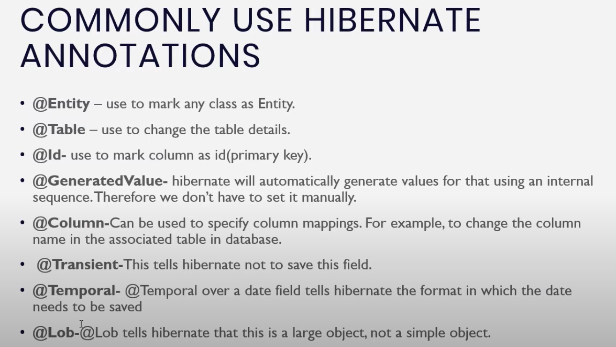 COMMONLY USE HIBERNATE
ANNOTATIONS
• @Entity – use to mark any class as Entity.
• @Table – use to change the table details.
• @Id- use to mark column as id(primary key).
• @GeneratedValue- hibernate will automatically generate values for that using an internal
sequence.Therefore we don't have to set it manually.
• @Column-Can be used to specify column mappings. For example, to change the column
name in the associated table in database.
• @Transient-This tells hibernate not to save this field.
• @Temporal- @Temporal over a date field tells hibernate the format in which the date
needs to be saved
• @Lob-@Lob tells hibernate that this is a large object, not a simple object.